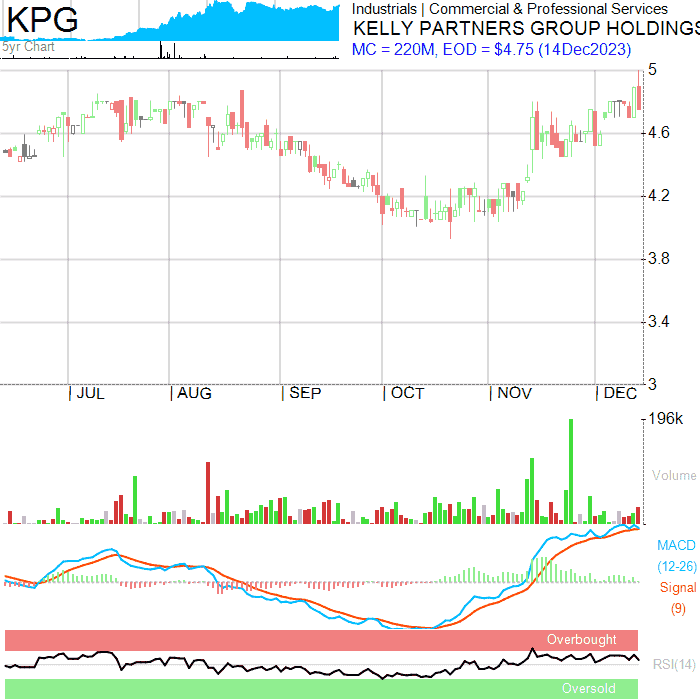 KPG
5yr Chart
Industrials | Commercial & Professional Services
KELLY PARTNERS GROUP HOLDINGS
MC = 220M, EOD = $4.75 (14Dec2023)
5
4.6
4.2
3.8
3.4
3
JUL
AUG
SEP
OCT
NOV
DEC
196k
Volume
MACD
(12-26)
Signal
(9)
Overbought
RSI(14)
Oversold